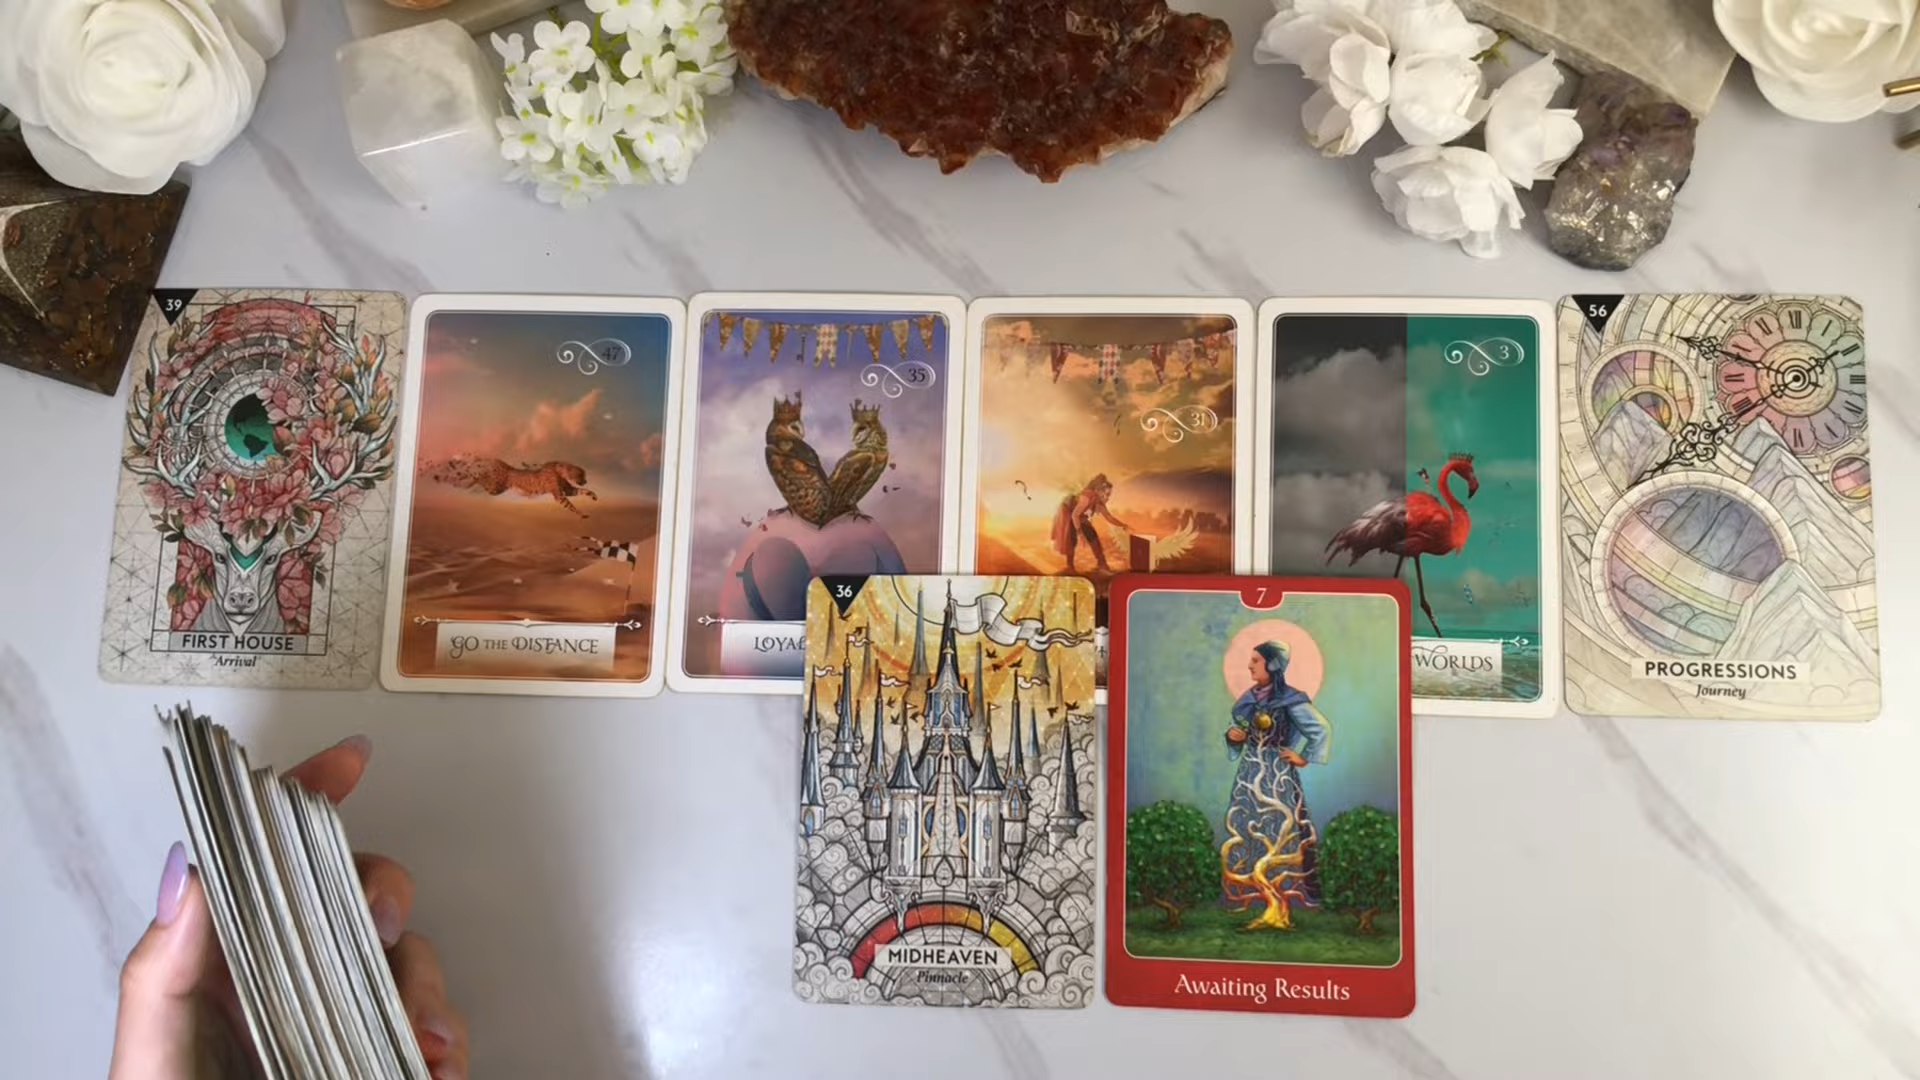 39
FIRST HOUSE
Arrival
47
GO THE DISTANCE
35
31
3
WORLDS
56
PROGRESSIONS
Journey
36
MIDHEAVEN
Pinnacle
7
Awaiting Results